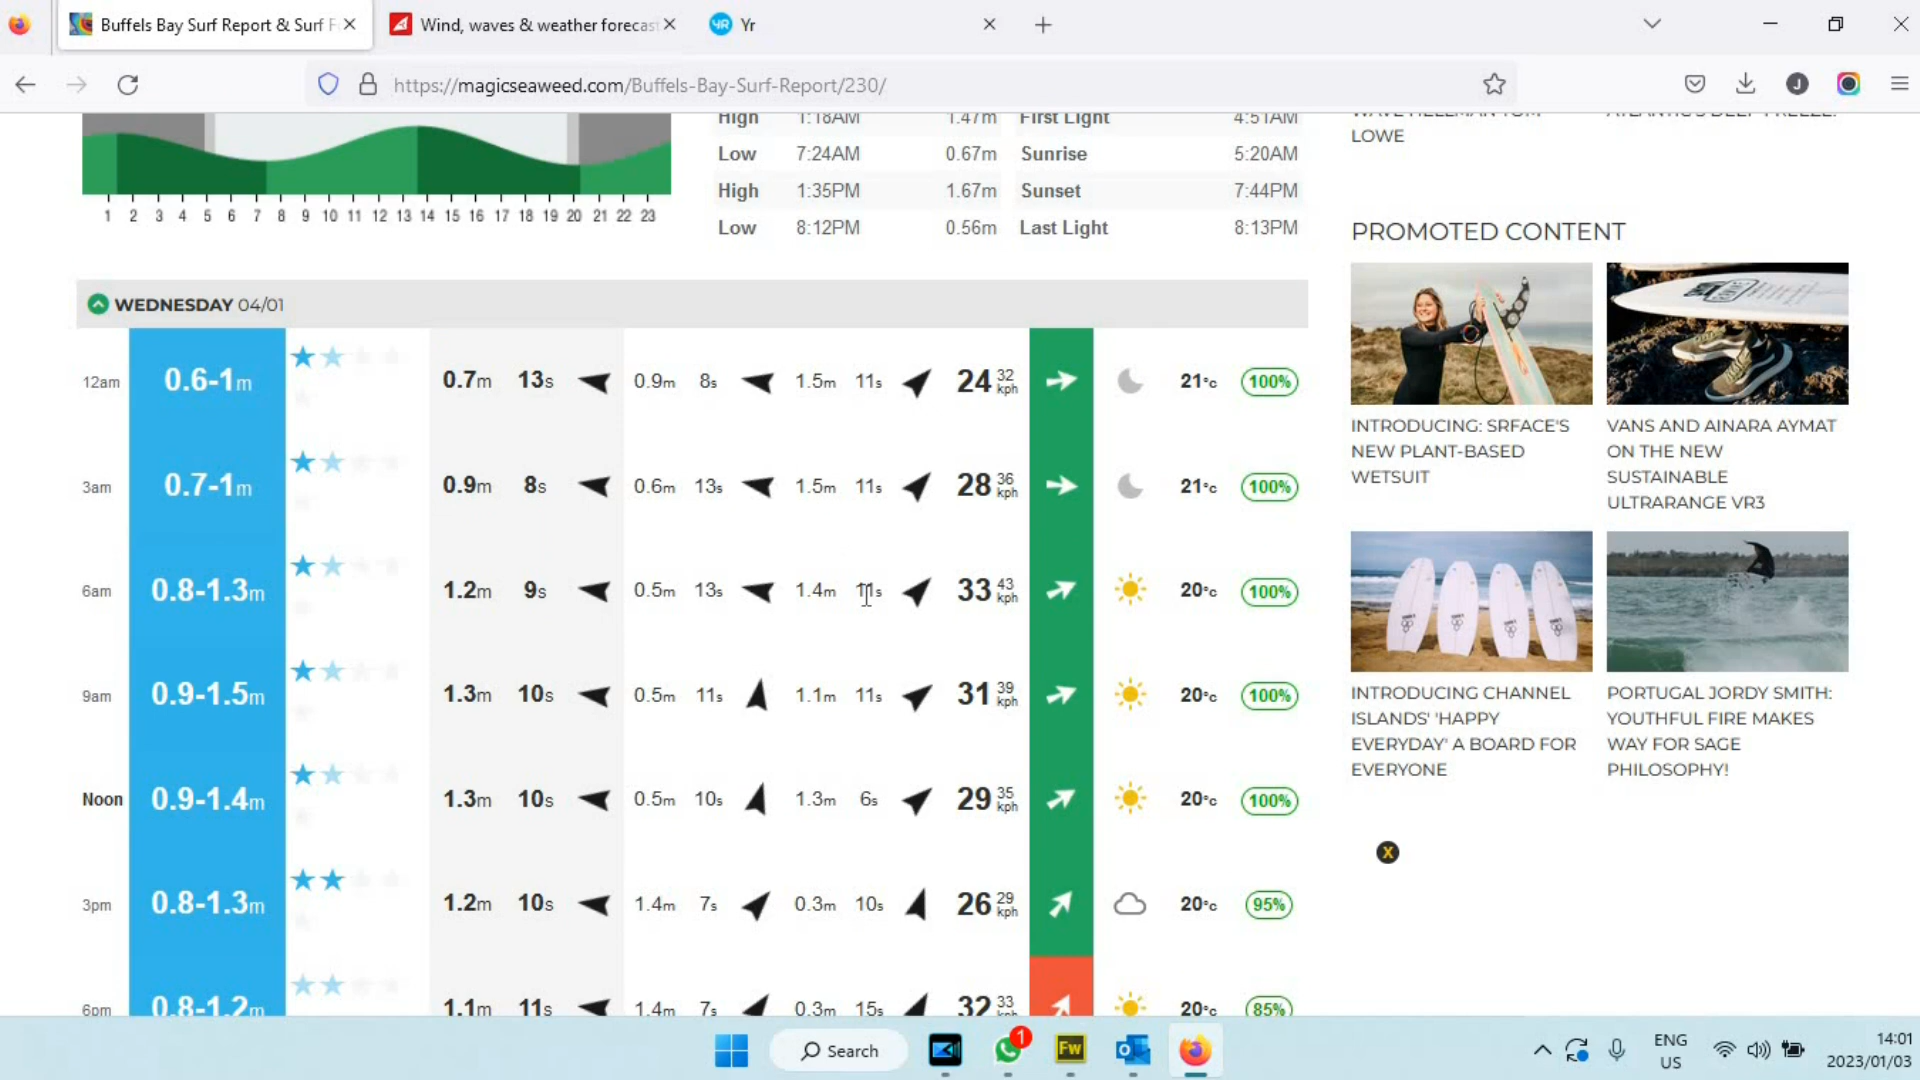 Buffels Bay Surf Report & Surf F
Wind, waves & weather forecas
Yr
https://magicseaweed.com/Buffels-Bay-Surf-Report/230/
J
High 1:18AM 1.47m First Light 4:51AM
Low 7:24AM 0.67m Sunrise 5:20AM
High 1:35PM 1.67m Sunset 7:44PM
Low 8:12PM 0.56m Last Light 8:13PM
1 2 3 4 5 6 7 8 9 10 11 12 13 14 15 16 17 18 19 20 21 22 23
WEDNESDAY 04/01
12am 0.6-1m 0.7m 13s 0.9m 8s 1.5m 11s 24 32 kph 21°c 100%
3am 0.7-1m 0.9m 8s 0.6m 13s 1.5m 11s 28 36 kph 21°c 100%
6am 0.8-1.3m 1.2m 9s 0.5m 13s 1.4m 11s 33 43 kph 20°c 100%
9am 0.9-1.5m 1.3m 10s 0.5m 11s 1.1m 11s 31 39 kph 20°c 100%
Noon 0.9-1.4m 1.3m 10s 0.5m 10s 1.3m 6s 29 35 kph 20°c 100%
3pm 0.8-1.3m 1.2m 10s 1.4m 7s 0.3m 10s 26 29 kph 20°c 95%
6pm 0.8-1.2m 1.1m 11s 1.4m 7s 0.3m 15s 32 33 kph 20°c 85%
WAVE HELLMAN TOM
LOWE
ATLANTIC'S DEEP FREEZE!
PROMOTED CONTENT
INTRODUCING: SRFACE'S
NEW PLANT-BASED
WETSUIT
VANS AND AINARA AYMAT
ON THE NEW
SUSTAINABLE
ULTRARANGE VR3
INTRODUCING CHANNEL
ISLANDS' 'HAPPY
EVERYDAY' A BOARD FOR
EVERYONE
PORTUGAL JORDY SMITH:
YOUTHFUL FIRE MAKES
WAY FOR SAGE
PHILOSOPHY!
X
Search
1
Fw
ENG
US
14:01
2023/01/03